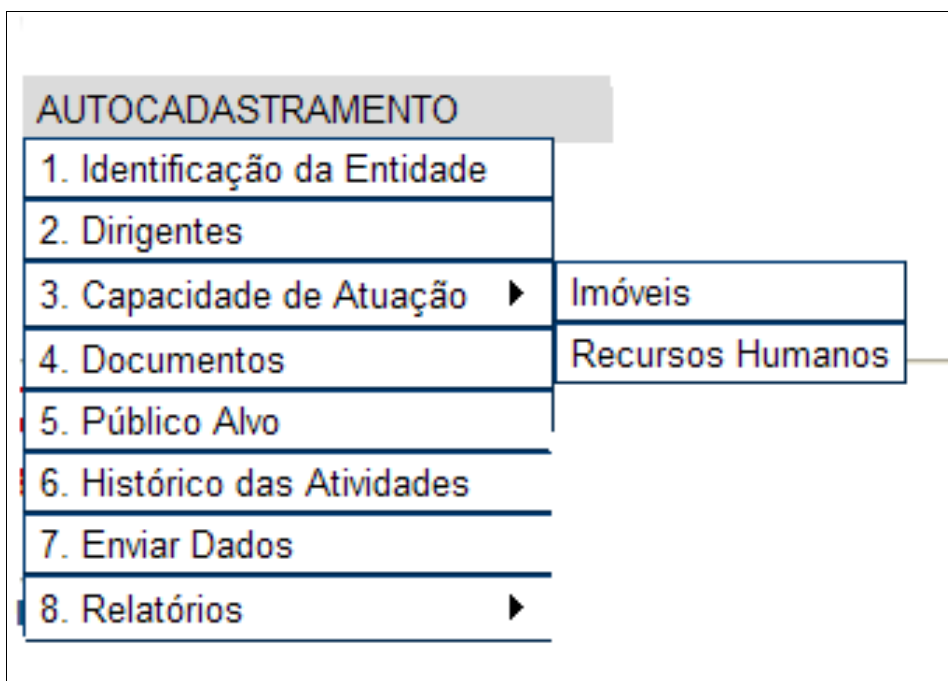 AUTOCADASTRAMENTO
1. Identificação da Entidade
2. Dirigentes
3. Capacidade de Atuação
Imóveis
4. Documentos
Recursos Humanos
5. Público Alvo
6. Histórico das Atividades
7. Enviar Dados
8. Relatórios